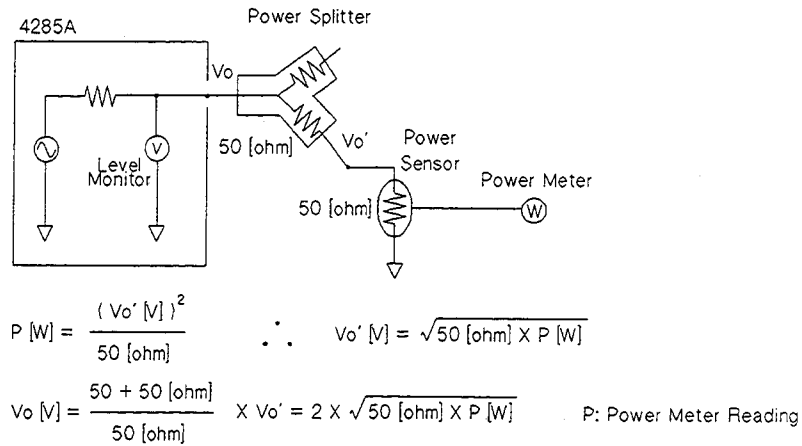 Power Splitter
4285A
Vo
V
Level
Monitor
50 [ohm]
Vo'
Power
Sensor
50 [ohm]
Power Meter
W
P [W] = (Vo' [V])² / 50 [ohm] ∴ Vo' [V] = √50 [ohm] X P [W]
Vo [V] = 50 + 50 [ohm] / 50 [ohm] X Vo' = 2 X √50 [ohm] X P [W] P: Power Meter Reading